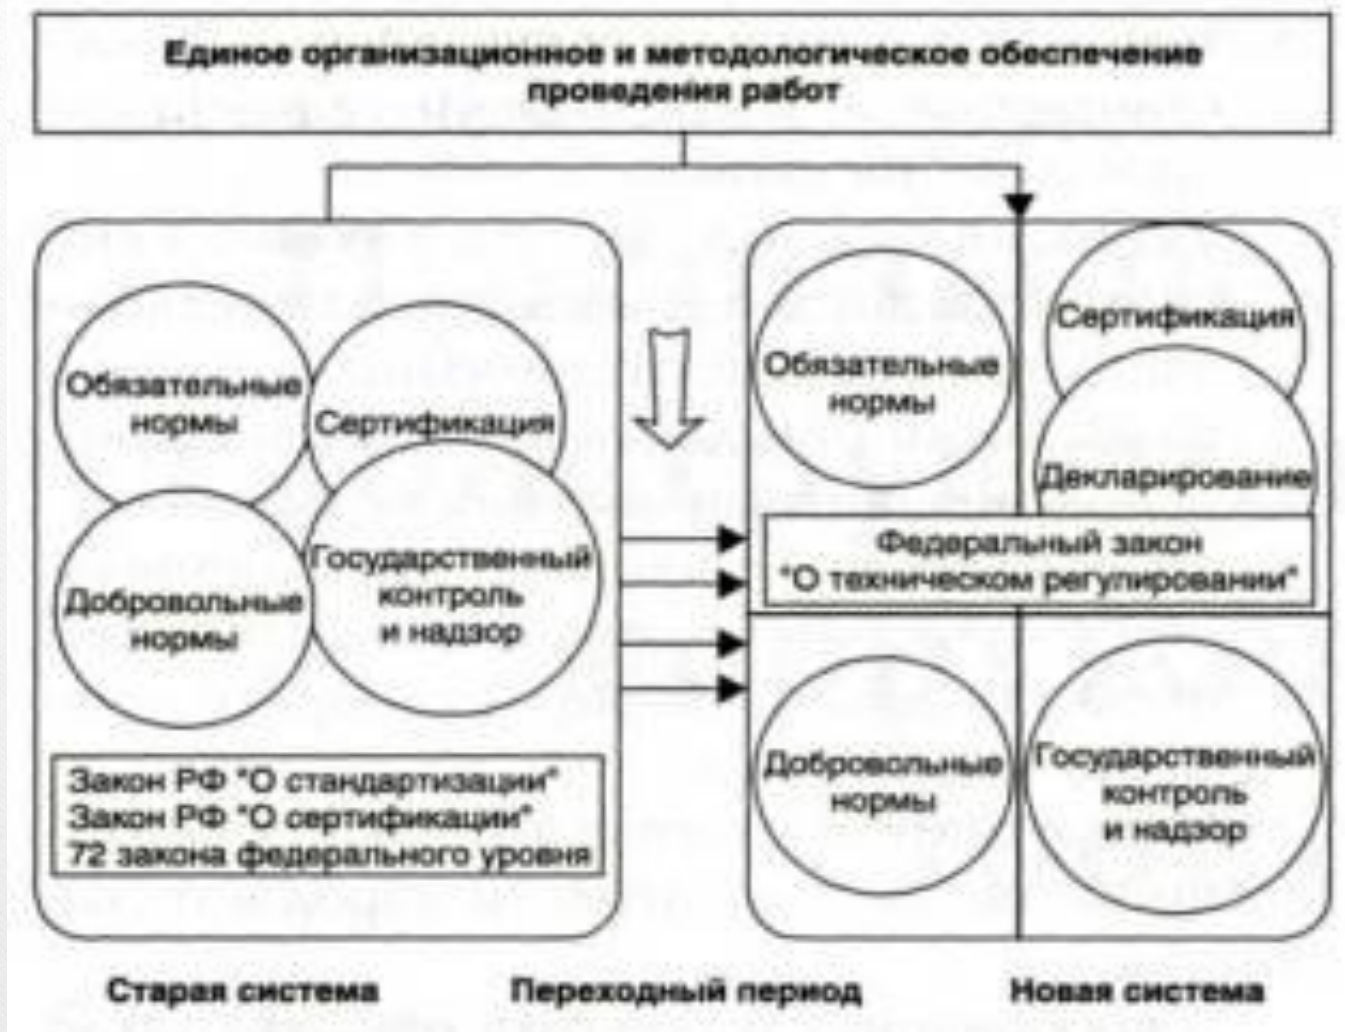 Единое организационное и методологическое обеспечение
проведения работ
Обязательные
нормы
Сертификация
Добровольные
нормы
Государственный
контроль
и надзор
Закон РФ "О стандартизации"
Закон РФ "О сертификации"
72 закона федерального уровня
Обязательные
нормы
Сертификация
Декларирование
Федеральный закон
"О техническом регулировании"
Добровольные
нормы
Государственный
контроль
и надзор
Старая система
Переходный период
Новая система